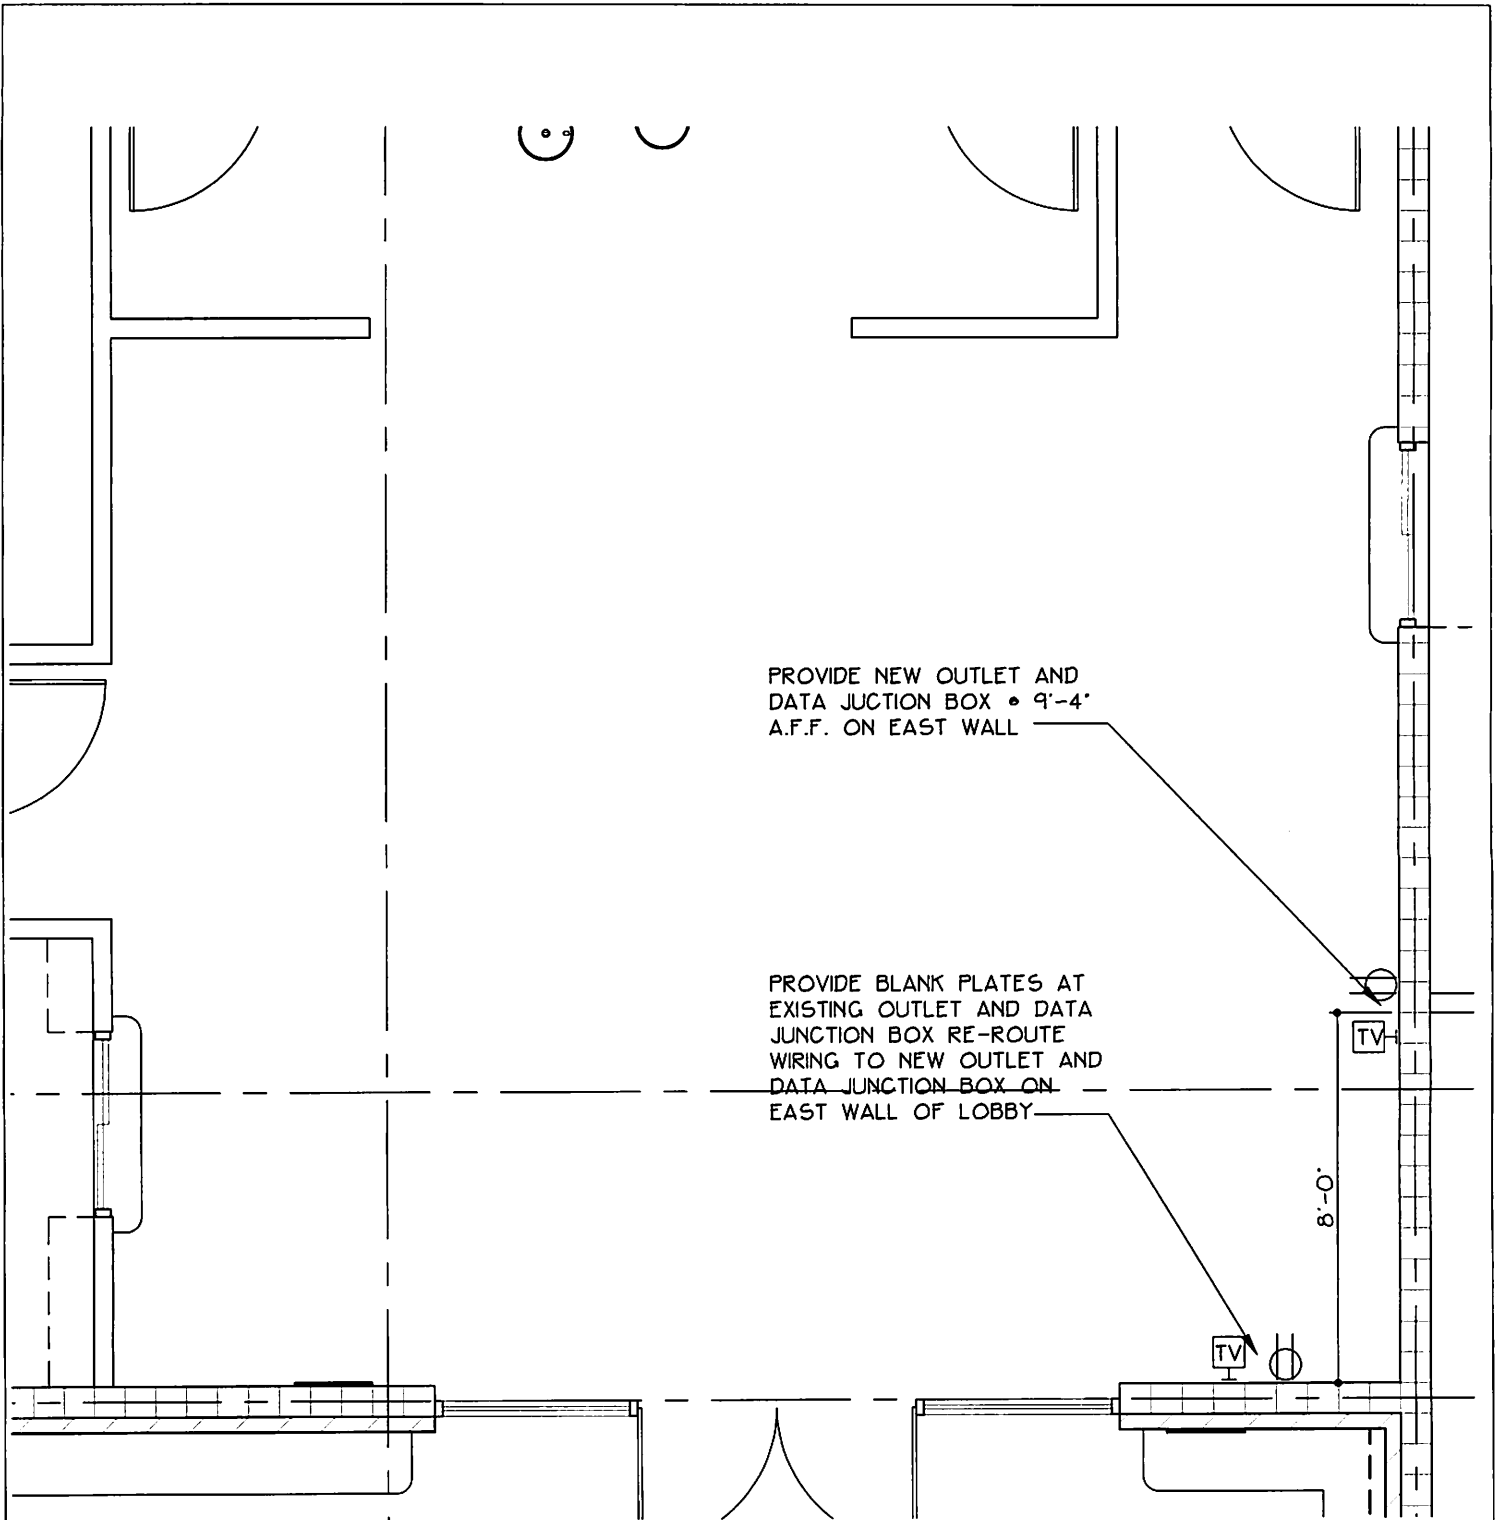 PROVIDE NEW OUTLET AND
DATA JUCTION BOX @ 9'-4"
A.F.F. ON EAST WALL
PROVIDE BLANK PLATES AT
EXISTING OUTLET AND DATA
JUNCTION BOX RE-ROUTE
WIRING TO NEW OUTLET AND
DATA JUNCTION BOX ON
EAST WALL OF LOBBY
TV
8'-0"
TV